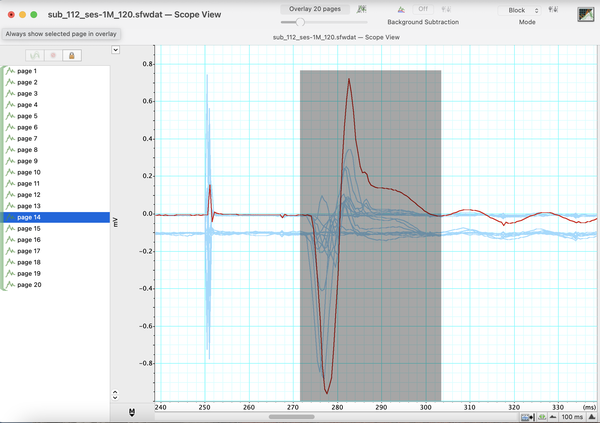 sub_112_ses-1M_120.sfwdat — Scope View
Overlay 20 pages
Off
Block
Background Subtraction
Mode
Always show selected page in overlay
sub_112_ses-1M_120.sfwdat — Scope View
page 1
page 2
page 3
page 4
page 5
page 6
page 7
page 8
page 9
page 10
page 11
page 12
page 13
page 14
page 15
page 16
page 17
page 18
page 19
page 20
0.8
0.6
0.4
0.2
0.0
-0.2
-0.4
-0.6
-0.8
mV
240 250 260 270 280 290 300 310 320 330 (ms)
M
100 ms